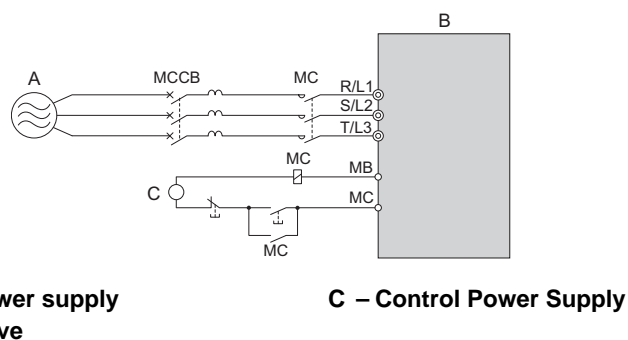 B
A
MCCB
MC
R/L1
S/L2
T/L3
MC
MB
C
MC
MC
wer supply
C – Control Power Supply
ve